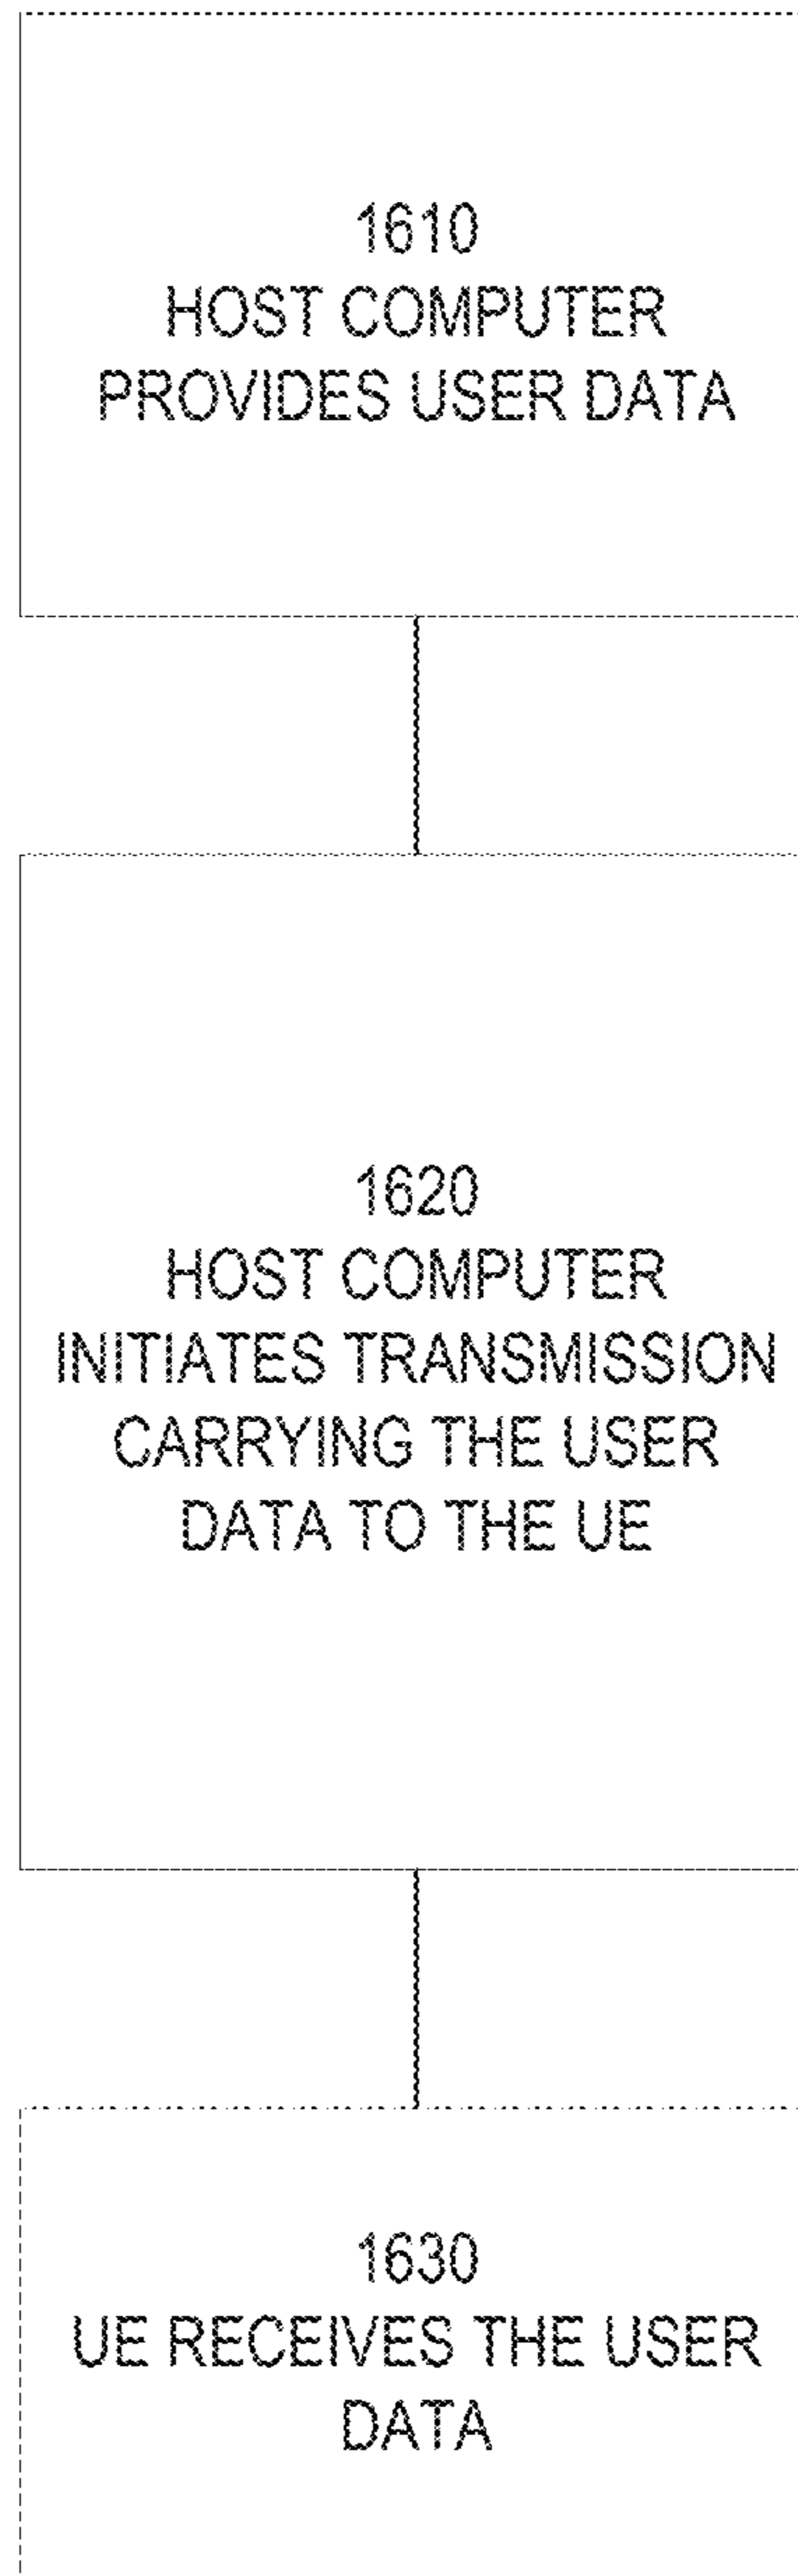 1610
HOST COMPUTER
PROVIDES USER DATA
1620
HOST COMPUTER
INITIATES TRANSMISSION
CARRYING THE USER
DATA TO THE UE
1630
UE RECEIVES THE USER
DATA